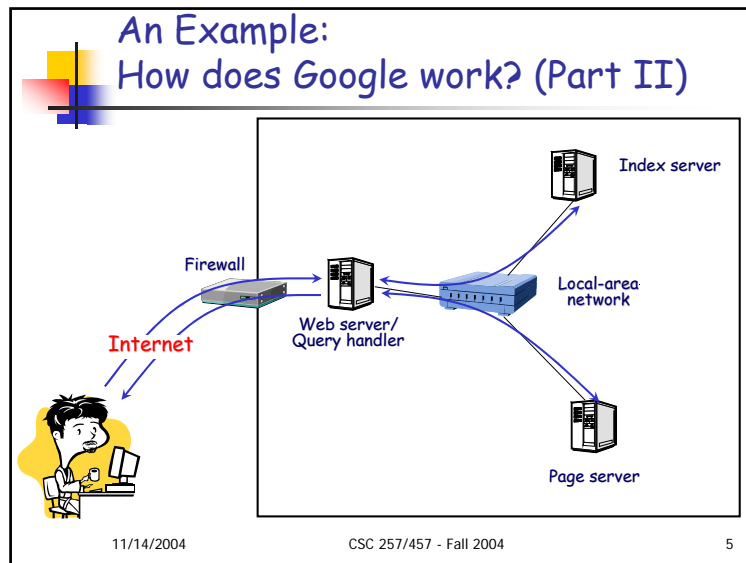 An Example:
How does Google work? (Part II)
Index server
Firewall
Local-area
network
Web server/
Query handler
Internet
Page server
11/14/2004
CSC 257/457 - Fall 2004
5